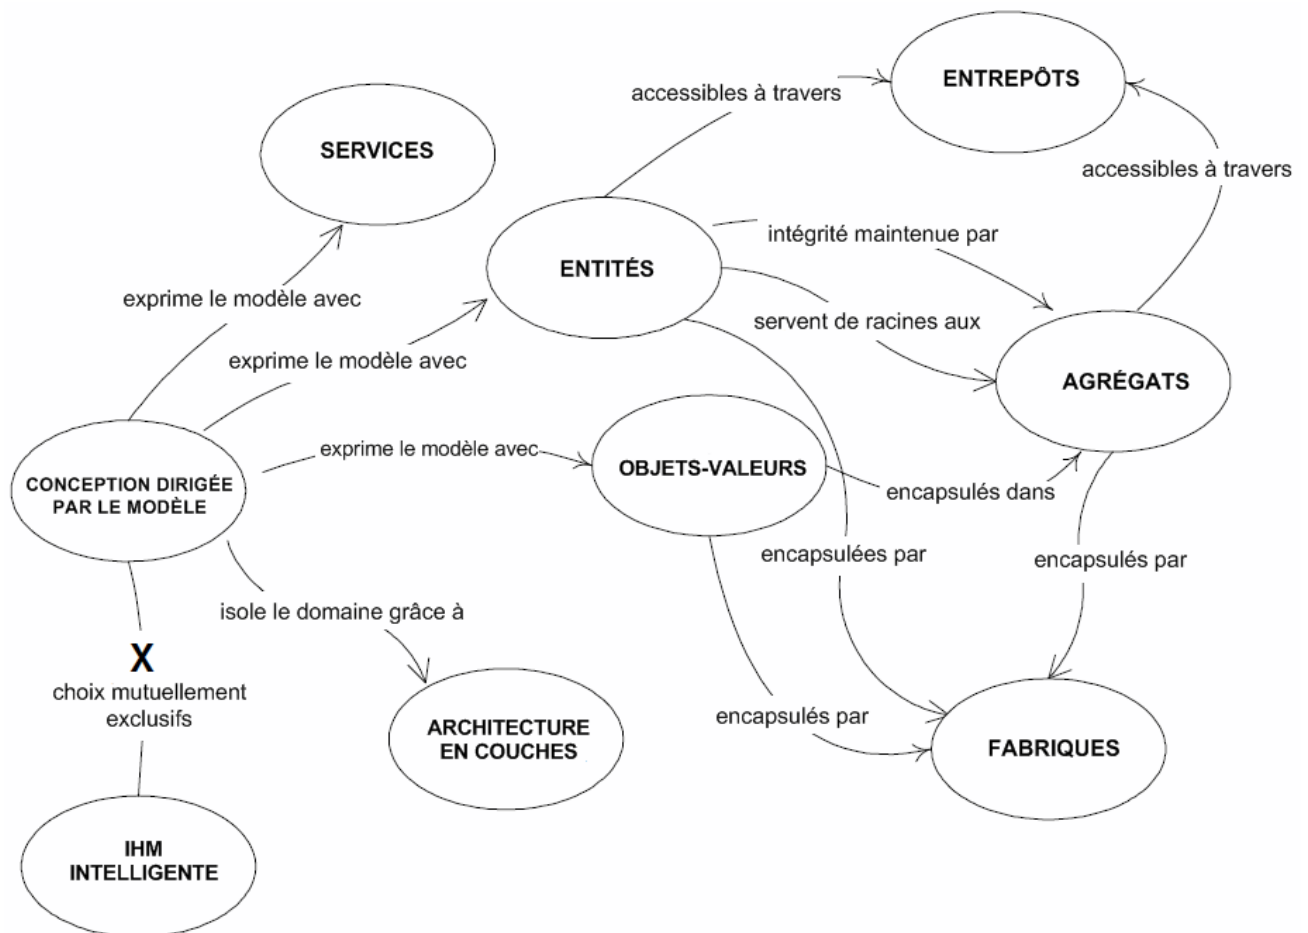 ENTREPÔTS
accessibles à travers
SERVICES
accessibles à travers
intégrité maintenue par
ENTITÉS
exprime le modèle avec
servent de racines aux
exprime le modèle avec
AGRÉGATS
exprime le modèle avec
OBJETS-VALEURS
CONCEPTION DIRIGÉE
PAR LE MODÈLE
encapsulés dans
encapsulées par
encapsulés par
isole le domaine grâce à
X
choix mutuellement
exclusifs
encapsulés par
ARCHITECTURE
EN COUCHES
FABRIQUES
IHM
INTELLIGENTE